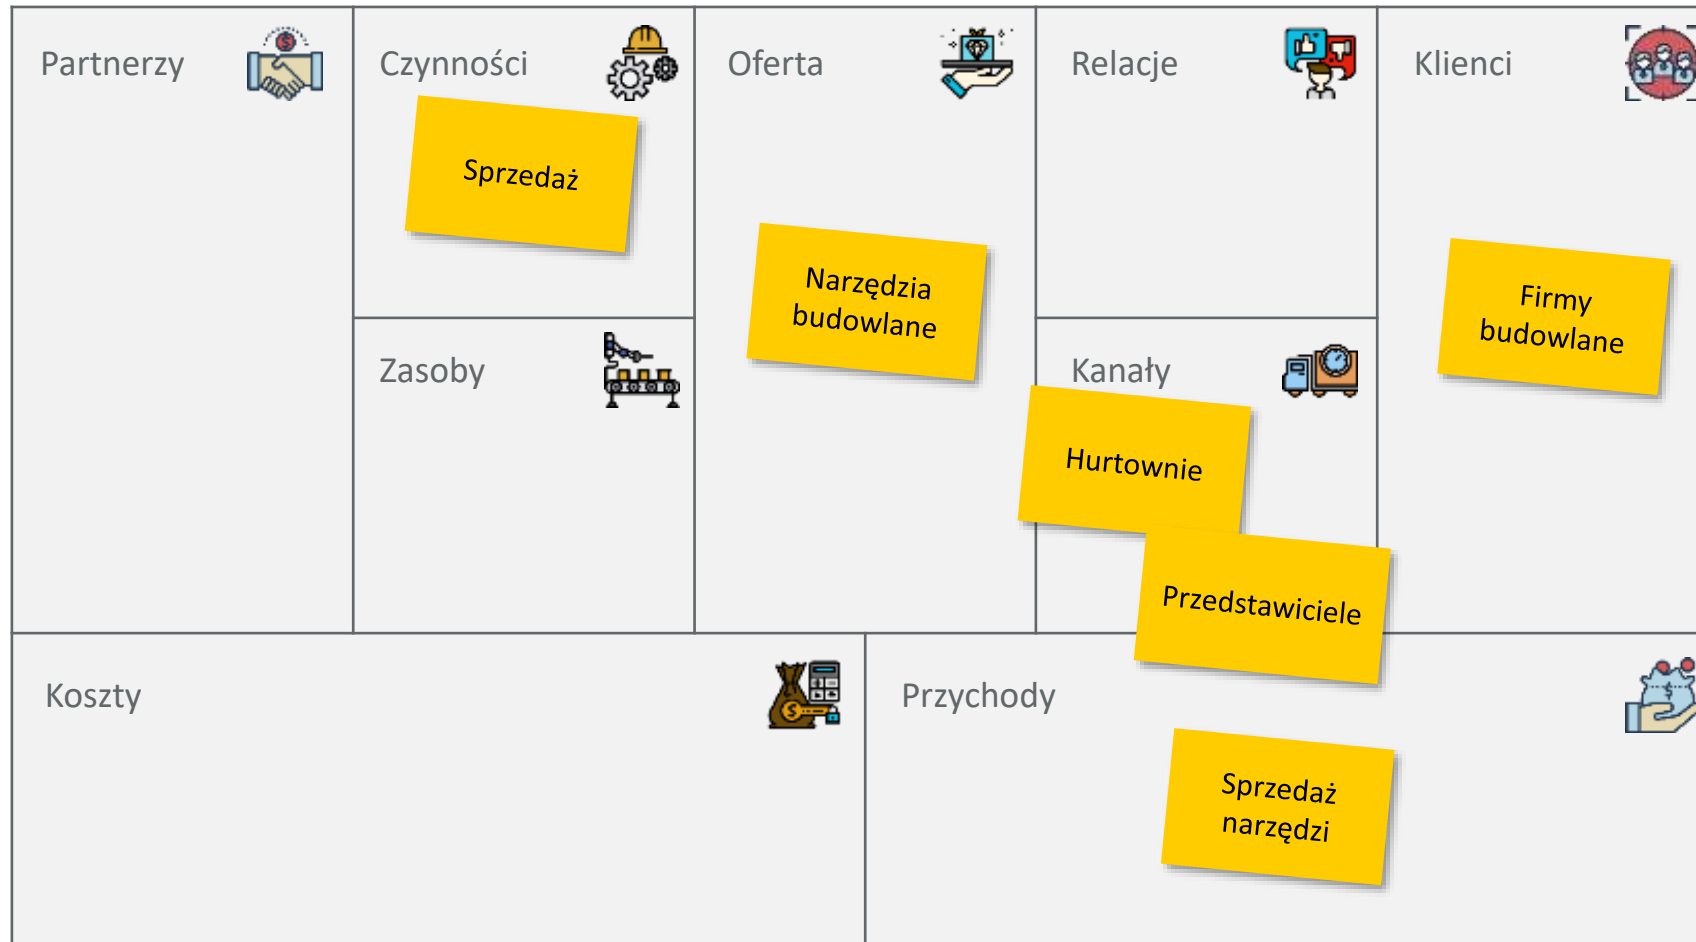 Partnerzy
Czynności
Sprzedaż
Zasoby
Oferta
Narzędzia
budowlane
Relacje
Kanały
Hurtownie
Przedstawiciele
Klienci
Firmy
budowlane
Koszty
Przychody
Sprzedaż
narzędzi